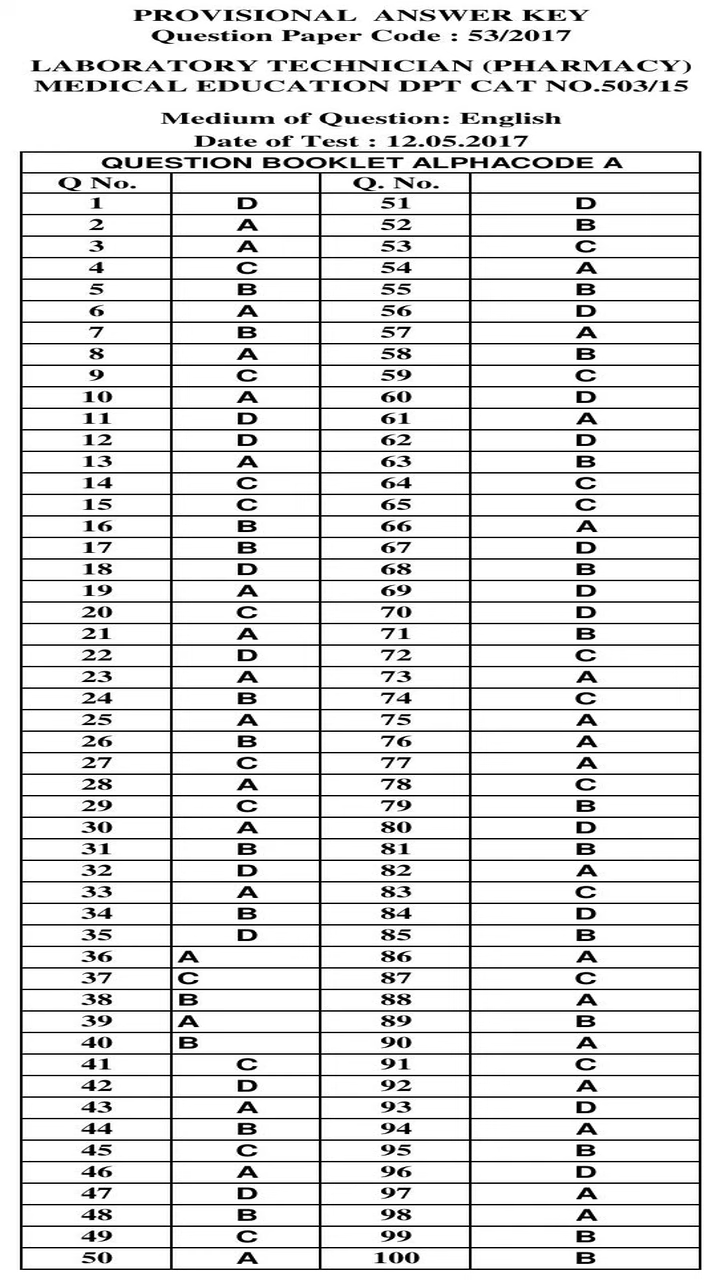 PROVISIONAL ANSWER KEY
Question Paper Code : 53/2017
LABORATORY TECHNICIAN (PHARMACY)
MEDICAL EDUCATION DPT CAT NO.503/15
Medium of Question: English
Date of Test : 12.05.2017
QUESTION BOOKLET ALPHACODE A
Q No. Q. No.
1 D 51 D
2 A 52 B
3 A 53 C
4 C 54 A
5 B 55 B
6 A 56 D
7 B 57 A
8 A 58 B
9 C 59 C
10 A 60 D
11 D 61 A
12 D 62 D
13 A 63 B
14 C 64 C
15 C 65 C
16 B 66 A
17 B 67 D
18 D 68 B
19 A 69 D
20 C 70 D
21 A 71 B
22 D 72 C
23 A 73 A
24 B 74 C
25 A 75 A
26 B 76 A
27 C 77 A
28 A 78 C
29 C 79 B
30 A 80 D
31 B 81 B
32 D 82 A
33 A 83 C
34 B 84 D
35 D 85 B
36 A 86 A
37 C 87 C
38 B 88 A
39 A 89 B
40 B 90 A
41 C 91 C
42 D 92 A
43 A 93 D
44 B 94 A
45 C 95 B
46 A 96 D
47 D 97 A
48 B 98 A
49 C 99 B
50 A 100 B